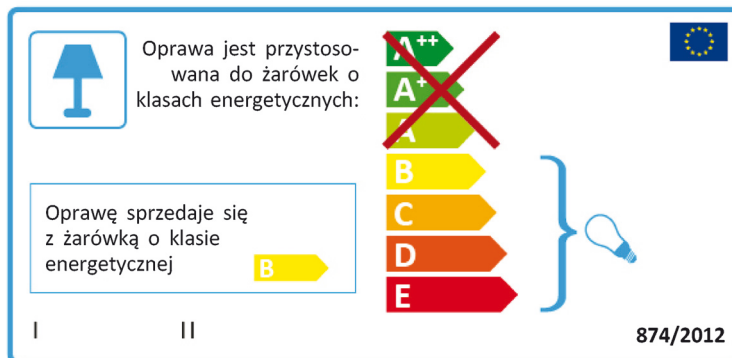 Oprawa jest przystoso-
wana do żarówek o
klasach energetycznych:
A++
A+
A
B
C
D
E
Oprawę sprzedaje się
z żarówką o klasie
energetycznej
B
I II
874/2012